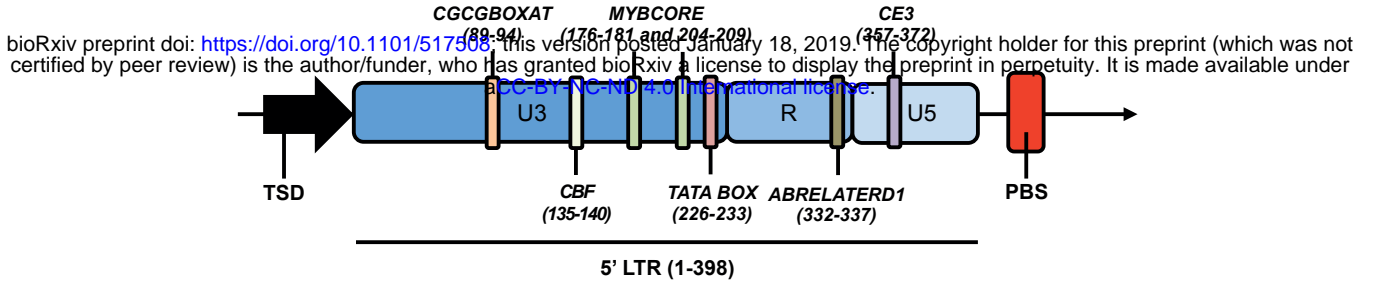 CGCGBOXAT MYBCORE CE3
(89-94) (176-181 and 204-209) (357-372)
bioRxiv preprint doi: https://doi.org/10.1101/517508; this version posted January 18, 2019. The copyright holder for this preprint (which was not
certified by peer review) is the author/funder, who has granted bioRxiv a license to display the preprint in perpetuity. It is made available under
aCC-BY-NC-ND 4.0 International license.
U3 R U5
TSD CBF TATA BOX ABRELATERD1 PBS
(135-140) (226-233) (332-337)
5' LTR (1-398)